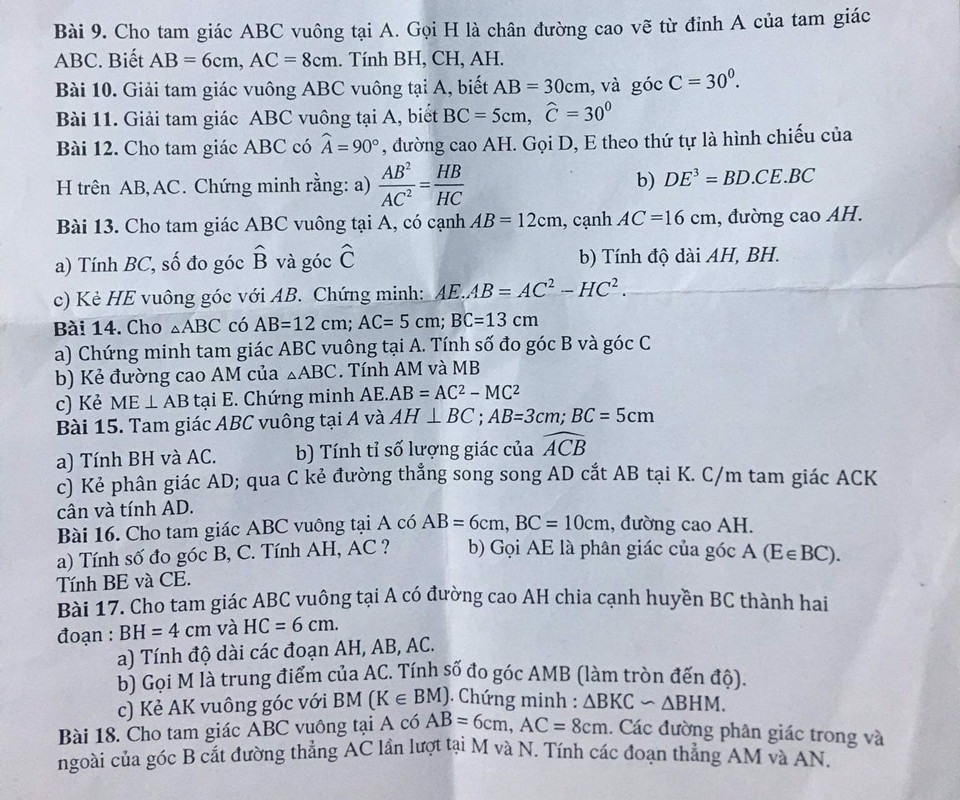 Bài 9. Cho tam giác ABC vuông tại A. Gọi H là chân đường cao vẽ từ đỉnh A của tam giác
ABC. Biết AB = 6cm, AC = 8cm. Tính BH, CH, AH.
Bài 10. Giải tam giác vuông ABC vuông tại A, biết AB = 30cm, và góc C = 30⁰.
Bài 11. Giải tam giác ABC vuông tại A, biết BC = 5cm, Ĉ = 30⁰
Bài 12. Cho tam giác ABC có Â = 90°, đường cao AH. Gọi D, E theo thứ tự là hình chiếu của
H trên AB, AC. Chứng minh rằng: a) AB²/AC² = HB/HC b) DE³ = BD.CE.BC
Bài 13. Cho tam giác ABC vuông tại A, có cạnh AB = 12cm, cạnh AC =16 cm, đường cao AH.
a) Tính BC, số đo góc B̂ và góc Ĉ b) Tính độ dài AH, BH.
c) Kẻ HE vuông góc với AB. Chứng minh: AE.AB = AC² – HC².
Bài 14. Cho △ABC có AB=12 cm; AC= 5 cm; BC=13 cm
a) Chứng minh tam giác ABC vuông tại A. Tính số đo góc B và góc C
b) Kẻ đường cao AM của △ABC. Tính AM và MB
c) Kẻ ME ⊥ AB tại E. Chứng minh AE.AB = AC² – MC²
Bài 15. Tam giác ABC vuông tại A và AH ⊥ BC ; AB=3cm; BC = 5cm
a) Tính BH và AC. b) Tính tỉ số lượng giác của ACB
c) Kẻ phân giác AD; qua C kẻ đường thẳng song song AD cắt AB tại K. C/m tam giác ACK
cân và tính AD.
Bài 16. Cho tam giác ABC vuông tại A có AB = 6cm, BC = 10cm, đường cao AH.
a) Tính số đo góc B, C. Tính AH, AC ? b) Gọi AE là phân giác của góc A (E∈BC).
Tính BE và CE.
Bài 17. Cho tam giác ABC vuông tại A có đường cao AH chia cạnh huyền BC thành hai
đoạn : BH = 4 cm và HC = 6 cm.
a) Tính độ dài các đoạn AH, AB, AC.
b) Gọi M là trung điểm của AC. Tính số đo góc AMB (làm tròn đến độ).
c) Kẻ AK vuông góc với BM (K ∈ BM). Chứng minh : ΔBKC ∽ ΔBHM.
Bài 18. Cho tam giác ABC vuông tại A có AB = 6cm, AC = 8cm. Các đường phân giác trong và
ngoài của góc B cắt đường thẳng AC lần lượt tại M và N. Tính các đoạn thẳng AM và AN.